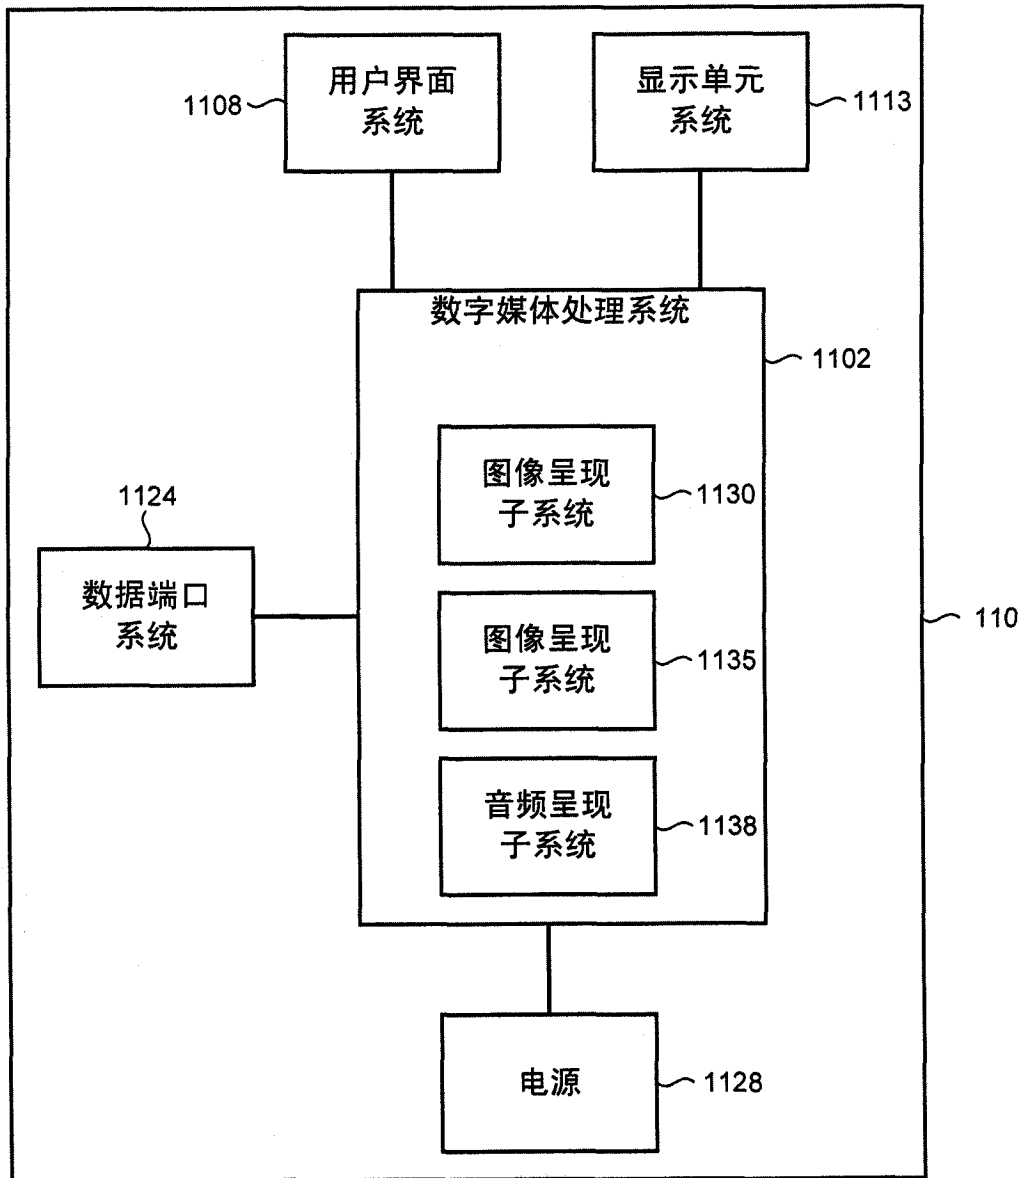 用户界面
系统
1108
显示单元
系统
1113
数字媒体处理系统
1102
图像呈现
子系统
1130
1124
数据端口
系统
图像呈现
子系统
1135
110
音频呈现
子系统
1138
电源
1128